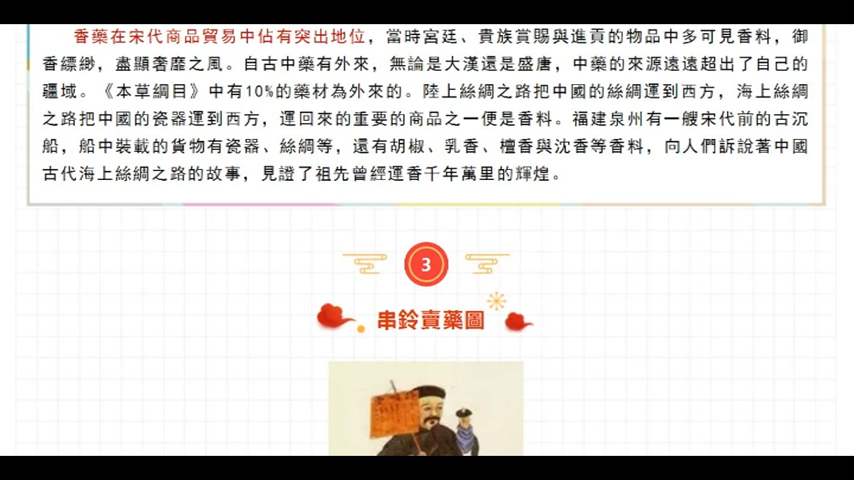 香藥在宋代商品貿易中佔有突出地位，當時宮廷、貴族賞賜與進貢的物品中多可見香料，御
香縹緲，盡顯奢靡之風。自古中藥有外來，無論是大漢還是盛唐，中藥的來源遠遠超出了自己的
疆域。《本草綱目》中有10%的藥材為外來的。陸上絲綢之路把中國的絲綢運到西方，海上絲綢
之路把中國的瓷器運到西方，運回來的重要的商品之一便是香料。福建泉州有一艘宋代前的古沉
船，船中裝載的貨物有瓷器、絲綢等，還有胡椒、乳香、檀香與沈香等香料，向人們訴說著中國
古代海上絲綢之路的故事，見證了祖先曾經運香千年萬里的輝煌。
3
串鈴賣藥圖